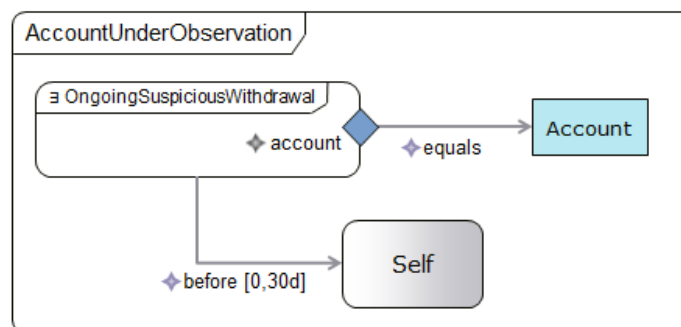 AccountUnderObservation
∃ OngoingSuspiciousWithdrawal
account
equals
Account
Self
before [0,30d]